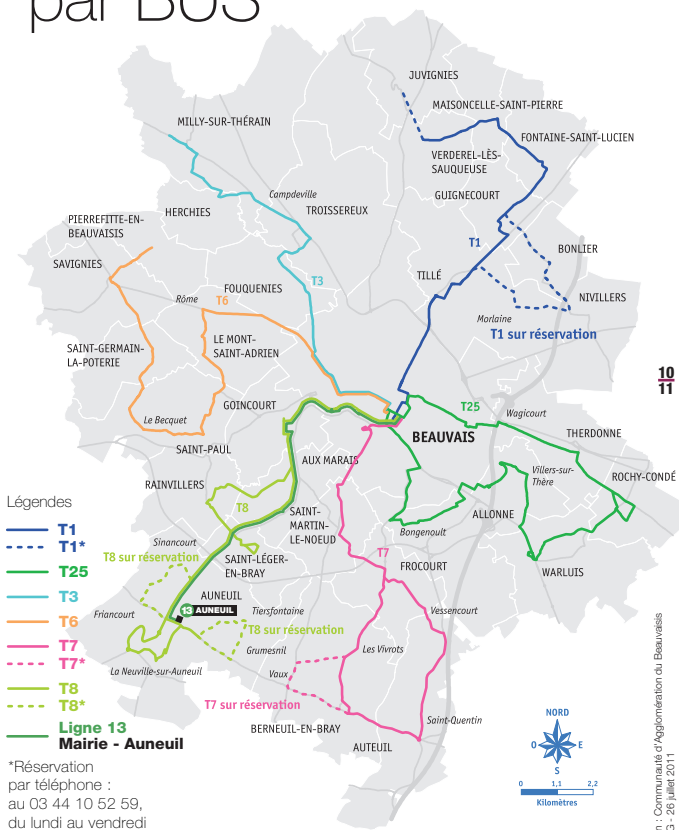 par BUS
JUVIGNIES
MAISONCELLE-SAINT-PIERRE
MILLY-SUR-THÉRAIN
FONTAINE-SAINT-LUCIEN
VERDEREL-LÈS-
SAUQUEUSE
Campdeville
GUIGNECOURT
HERCHIES
TROISSEREUX
PIERREFITTE-EN-
BEAUVAISIS
T1
BONLIER
SAVIGNIES
TILLÉ
T3
FOUQUENIES
Rôme
T6
NIVILLERS
Morlaine
T1 sur réservation
LE MONT-
SAINT-ADRIEN
SAINT-GERMAIN-
LA-POTERIE
10
11
GOINCOURT
T25
Wagicourt
Le Becquet
BEAUVAIS
THERDONNE
SAINT-PAUL
AUX MARAIS
Villers-sur-
Thère
ROCHY-CONDÉ
RAINVILLERS
Légendes
T8
SAINT-
MARTIN-
LE-NOEUD
ALLONNE
T1
T1*
Sinancourt
Bongenoult
T8 sur réservation
SAINT-LÉGER-
EN-BRAY
T7
FROCOURT
WARLUIS
T25
T3
AUNEUIL
13 AUNEUIL
Tiersfontaine
Friancourt
Vessencourt
T6
T8 sur réservation
T7
Grumesnil
Les Vivrots
T7*
La Neuville-sur-Auneuil
Vaux
T8
T8*
T7 sur réservation
Saint-Quentin
BERNEUIL-EN-BRAY
NORD
Ligne 13
Mairie - Auneuil
AUTEUIL
O
E
S
*Réservation
par téléphone :
au 03 44 10 52 59,
du lundi au vendredi
0 1,1 2,2
Kilomètres
n : Communauté d'Agglomération du Beauvaisis
G - 26 juillet 2011